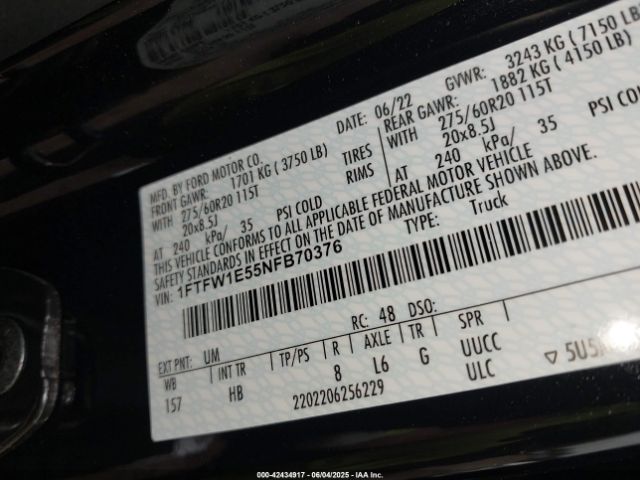 MFD. BY FORD MOTOR CO.
DATE: 06/22
GVWR: 3243 KG ( 7150 LB
FRONT GAWR: 1701 KG ( 3750 LB)
REAR GAWR: 1882 KG ( 4150 LB)
WITH 275/60R20 115T TIRES WITH 275/60R20 115T
20x8.5J RIMS 20x8.5J
AT 240 kPa/ 35 PSI COLD AT 240 kPa/ 35 PSI COL
THIS VEHICLE CONFORMS TO ALL APPLICABLE FEDERAL MOTOR VEHICLE
SAFETY STANDARDS IN EFFECT ON THE DATE OF MANUFACTURE SHOWN ABOVE.
VIN: 1FTFW1E55NFB70376 TYPE: Truck
EXT PNT: UM RC: 48 DSO:
WB INT TR TP/PS R AXLE TR SPR
157 HB 8 L6 G UUCC
2202206256229 ULC
000-42434917 - 06/04/2025 - IAA Inc.